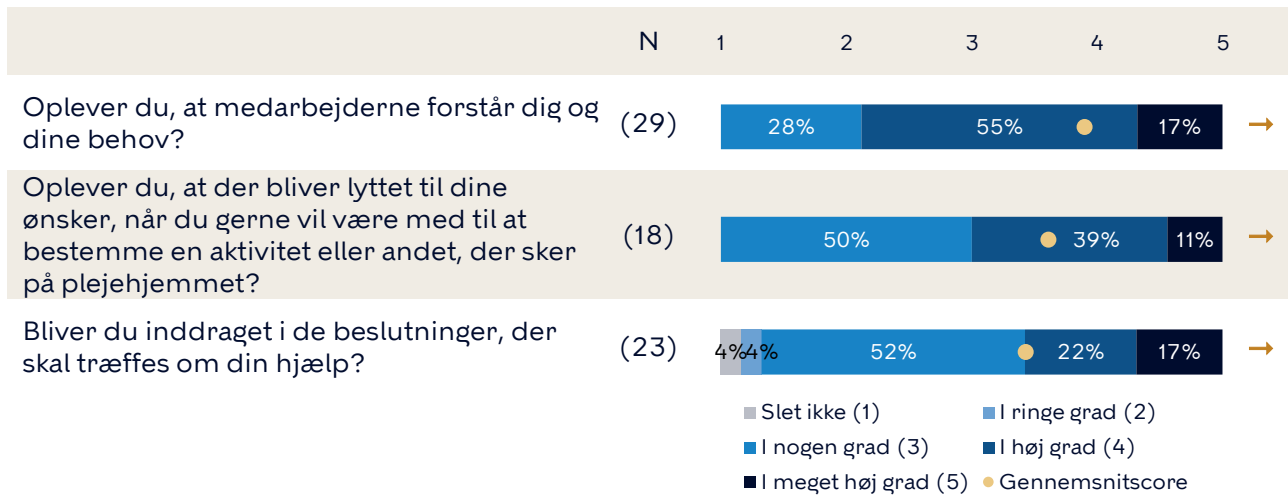 N 1 2 3 4 5
Oplever du, at medarbejderne forstår dig og
dine behov?
(29) 28% 55% 17% →
Oplever du, at der bliver lyttet til dine
ønsker, når du gerne vil være med til at
bestemme en aktivitet eller andet, der sker
på plejehjemmet?
(18) 50% 39% 11% →
Bliver du inddraget i de beslutninger, der
skal træffes om din hjælp?
(23) 4% 4% 52% 22% 17% →
Slet ikke (1) I ringe grad (2)
I nogen grad (3) I høj grad (4)
I meget høj grad (5) Gennemsnitscore